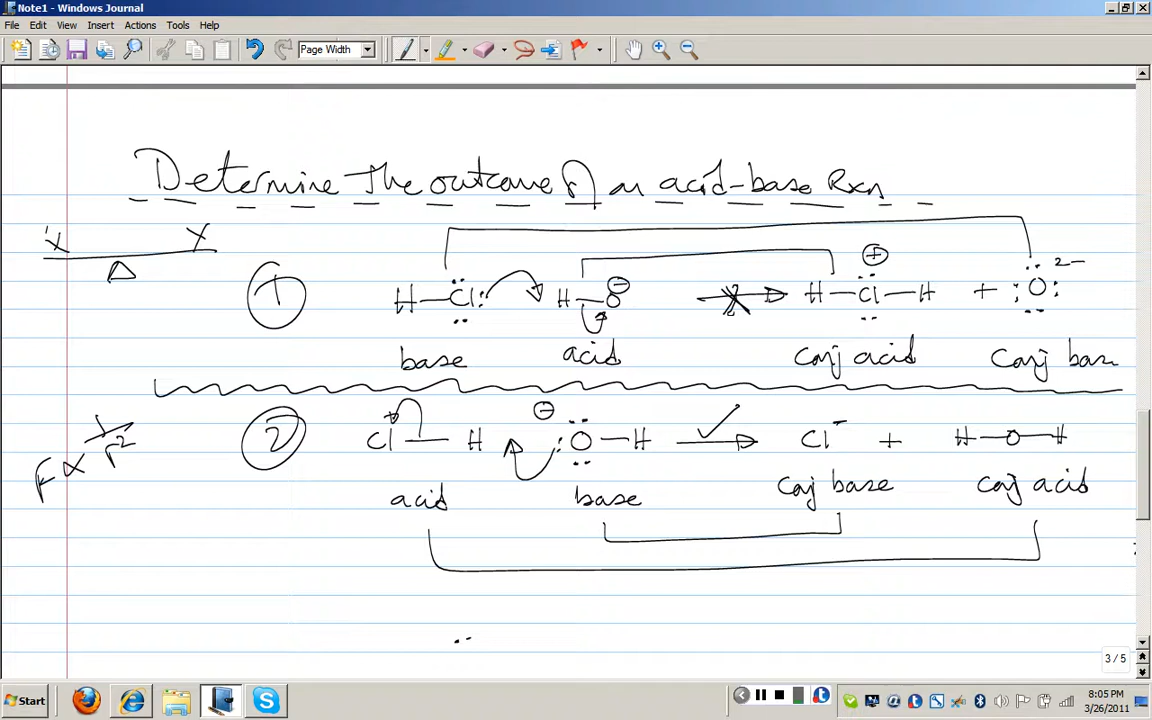 Note1 - Windows Journal
File Edit View Insert Actions Tools Help
Page Width
Determine The outcome of an acid-base Rxn
X X
Δ
1 H-Cl: H-O⊖ H-Cl-H ⊕ + :O: 2-
base acid conj acid conj base
2 Cl-H ⊖:O-H ✓ Cl⁻ + H-O-H
F ∝ 1/r²
acid base conj base conj acid
3 / 5
Start
8:05 PM
3/26/2011